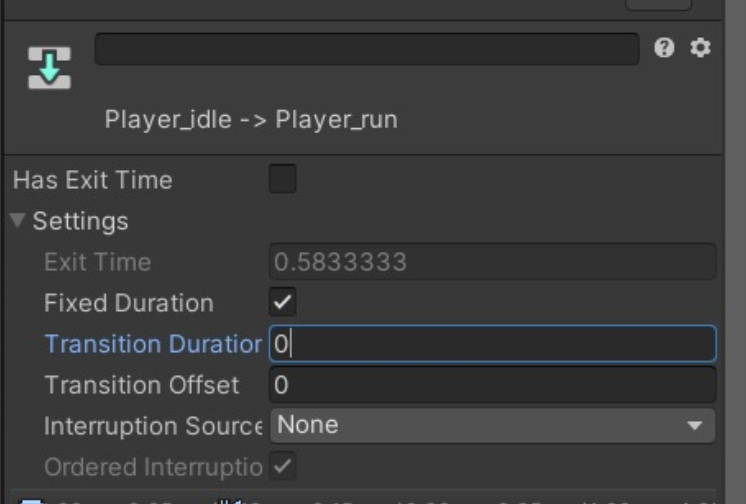 Player_idle -> Player_run
Has Exit Time
Settings
Exit Time 0.5833333
Fixed Duration
Transition Duration 0
Transition Offset 0
Interruption Source None
Ordered Interruptio